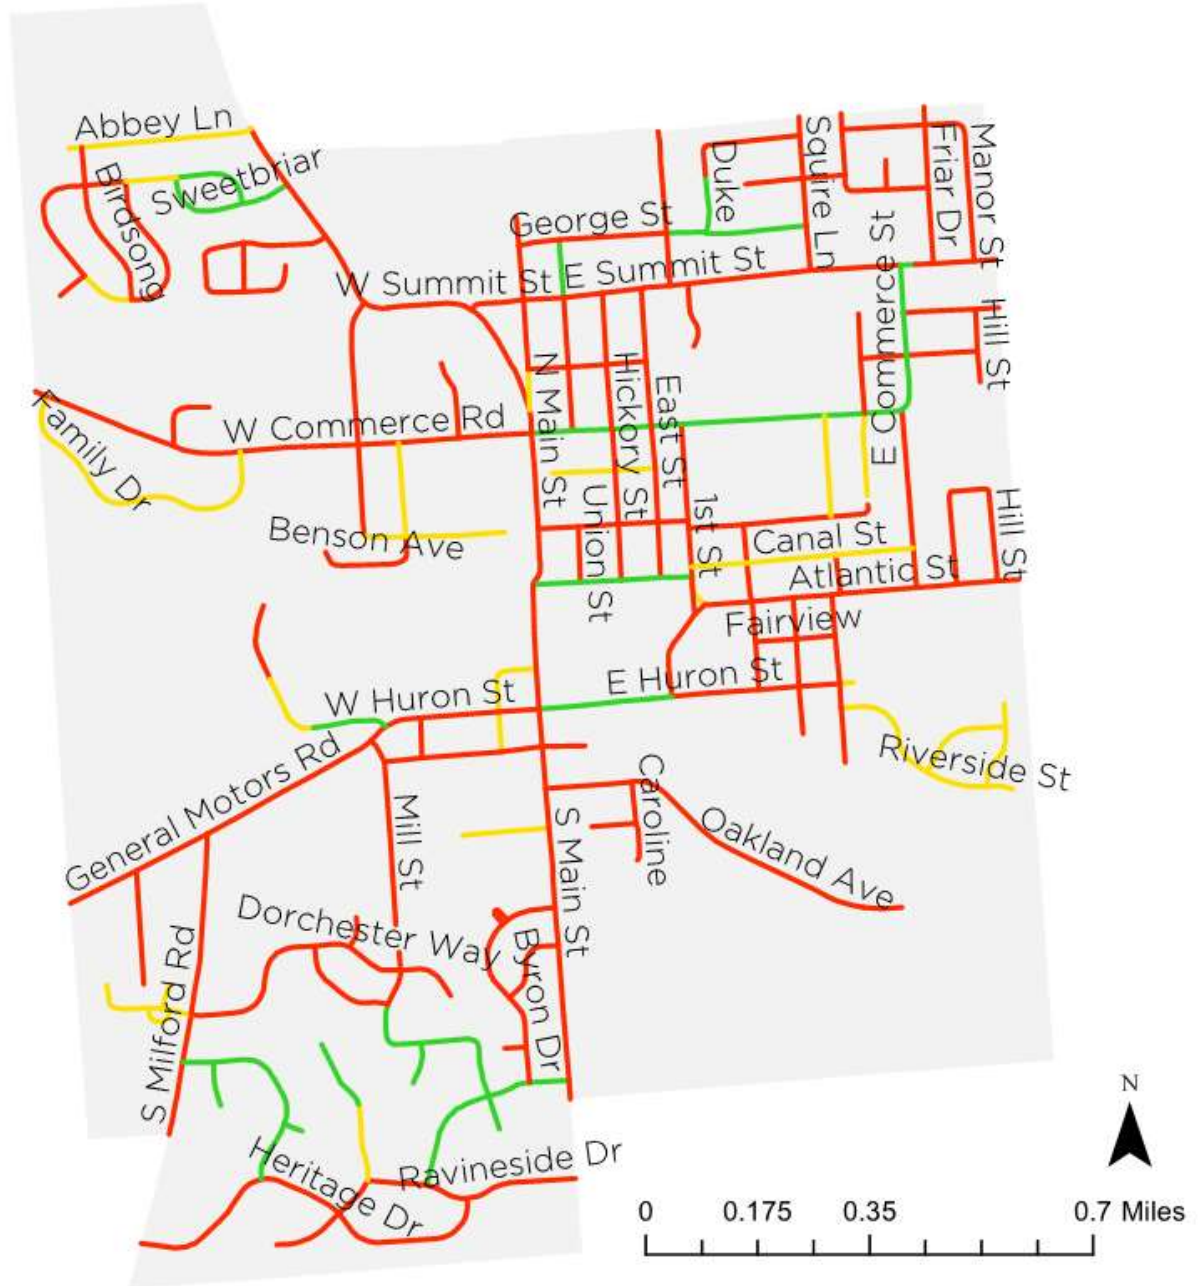 Abbey Ln
Birdsong
Sweetbriar
Duke
Squire Ln
Friar Dr
Manor St
George St
W Summit St
E Summit St
E Commerce St
Hill St
Family Dr
W Commerce Rd
N Main St
Hickory St
East St
Benson Ave
Union St
1st St
Canal St
Atlantic St
Hill St
Fairview
W Huron St
E Huron St
General Motors Rd
Riverside St
Mill St
S Main St
Caroline
Oakland Ave
Dorchester Way
Byron Dr
S Milford Rd
Heritage Dr
Ravineside Dr
N
0 0.175 0.35 0.7 Miles